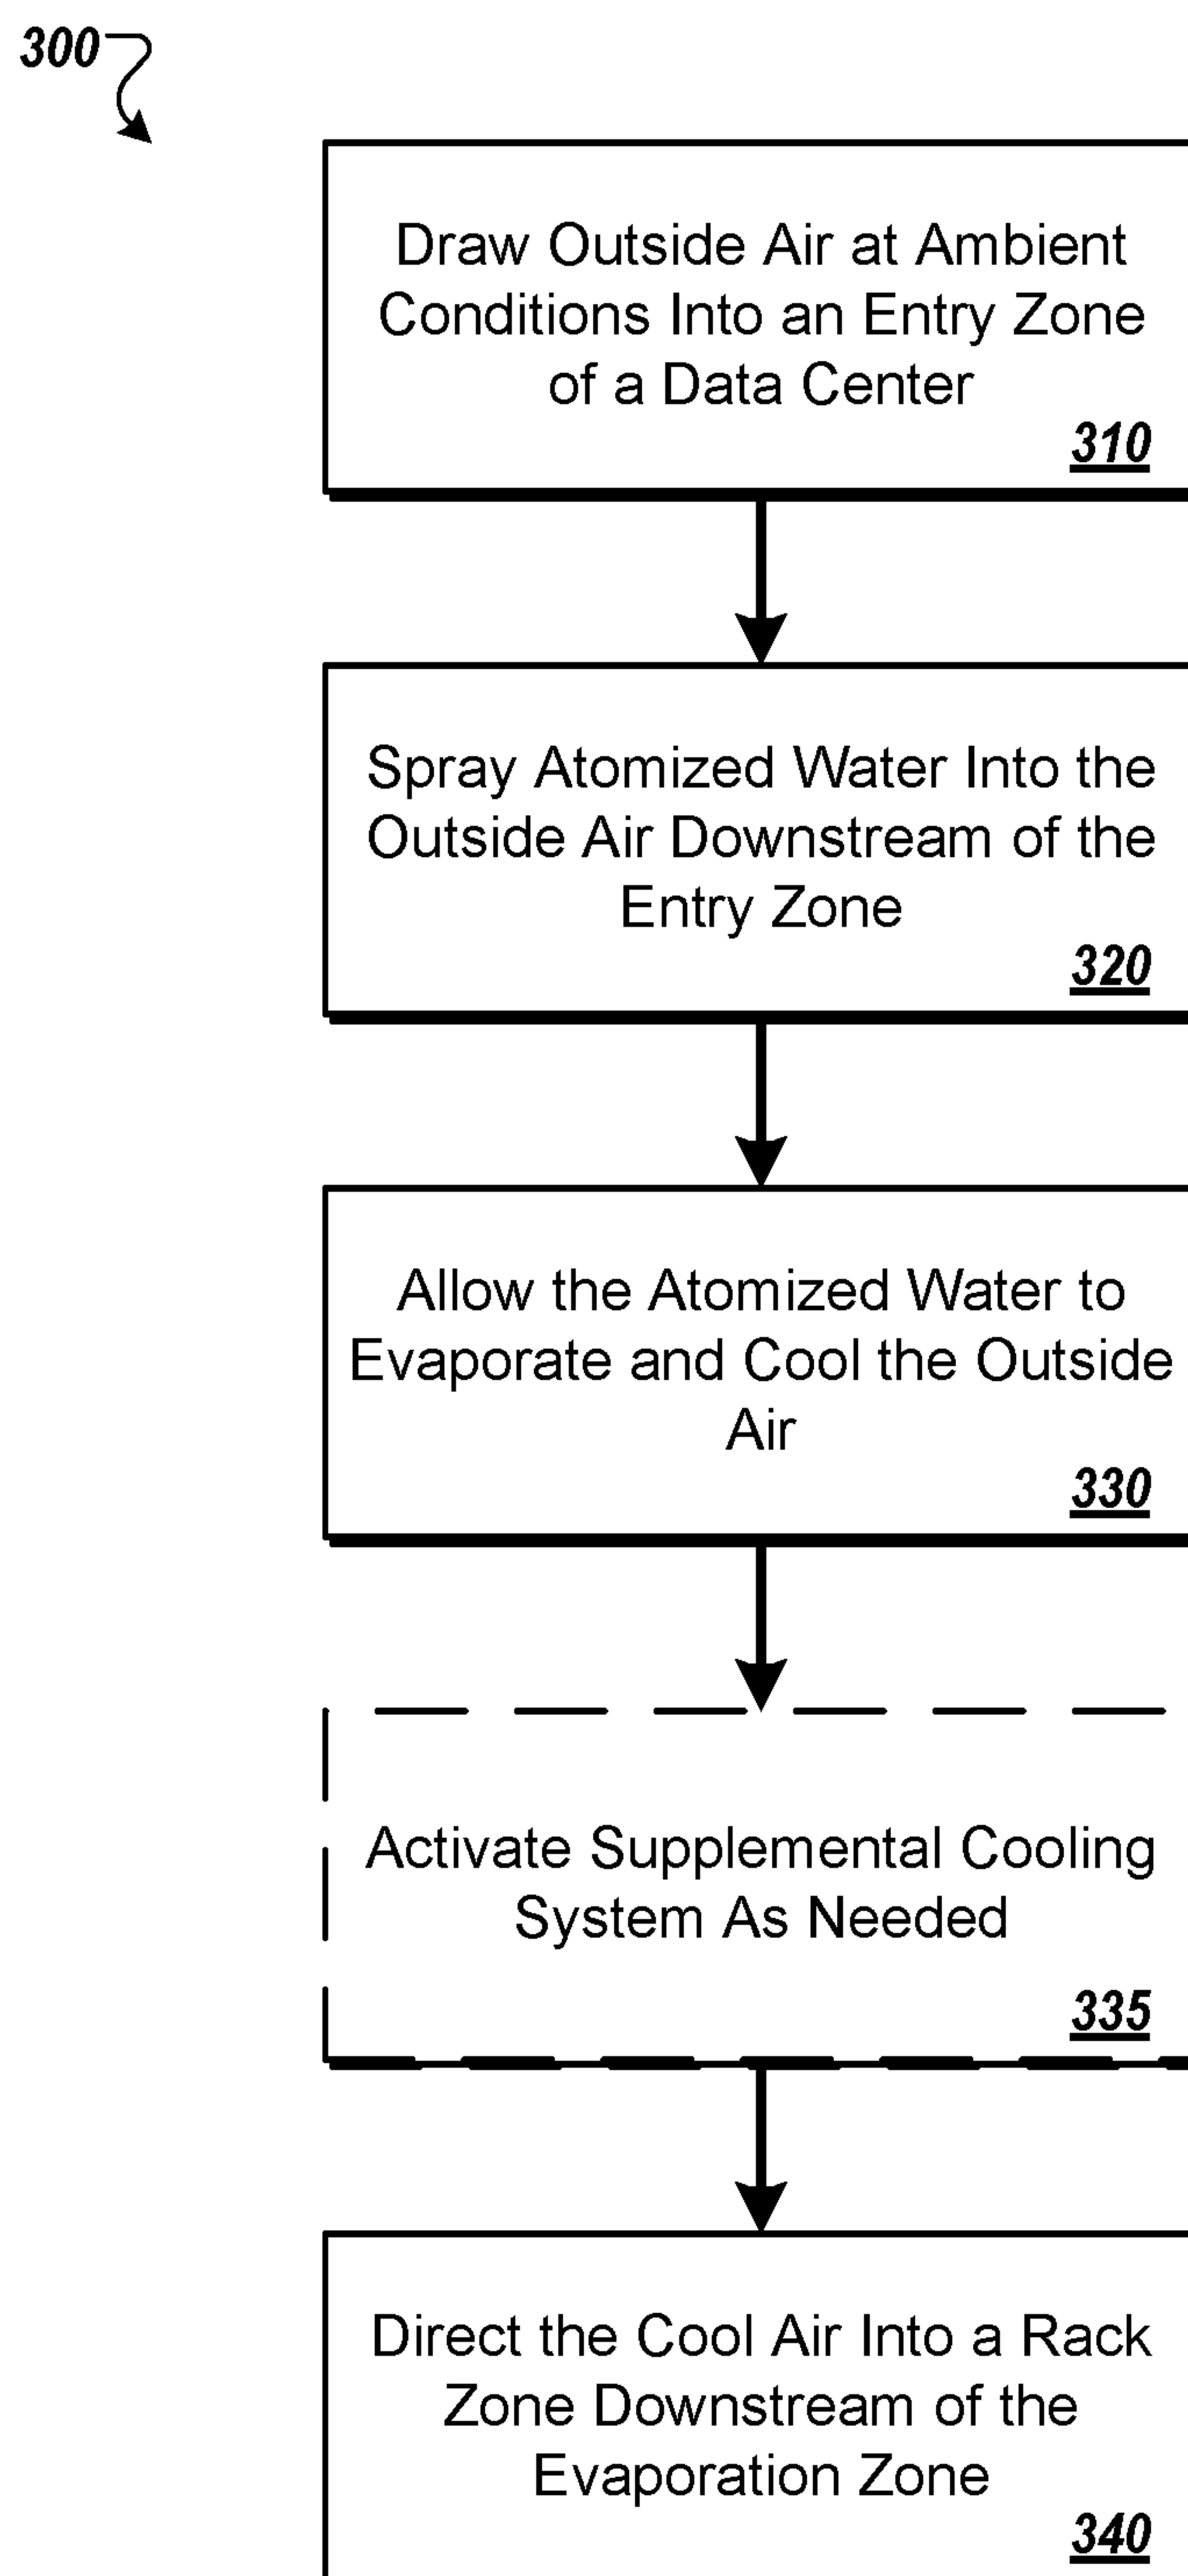 300
Draw Outside Air at Ambient
Conditions Into an Entry Zone
of a Data Center
310
Spray Atomized Water Into the
Outside Air Downstream of the
Entry Zone
320
Allow the Atomized Water to
Evaporate and Cool the Outside
Air
330
Activate Supplemental Cooling
System As Needed
335
Direct the Cool Air Into a Rack
Zone Downstream of the
Evaporation Zone
340